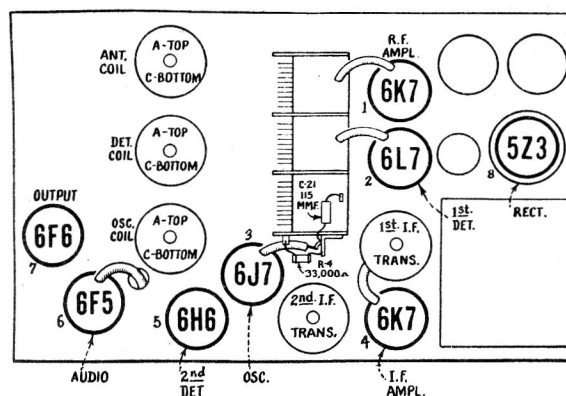 ANT.
COIL
A-TOP
C-BOTTOM
R.F.
AMPL.
6K7
1
DET.
COIL
A-TOP
C-BOTTOM
6L7
2
5Z3
8
C-21
115
MMF.
1st.
DET.
RECT.
OUTPUT
6F6
7
OSC.
COIL
A-TOP
C-BOTTOM
3
6J7
R-4
33,000Ω
1st. I.F.
TRANS.
6F5
6
5
6H6
2nd. I.F.
TRANS.
6K7
4
AUDIO
2nd
DET
OSC.
I.F.
AMPL.